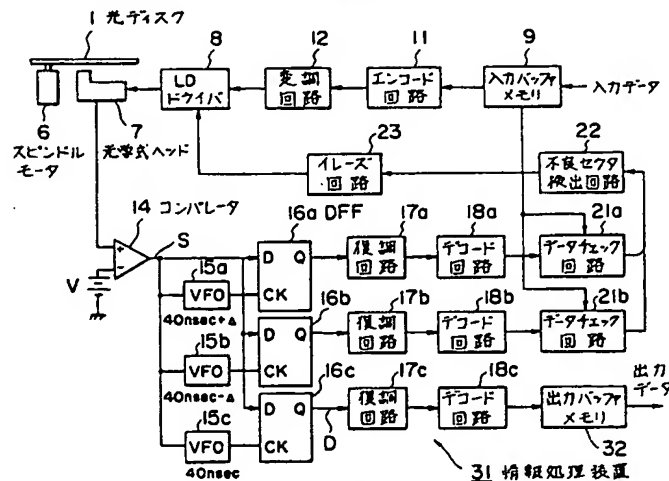 1 光ディスク
8
12
11
9
LD
ドライバ
変調
回路
エンコード
回路
入力バッファ
メモリ
入力データ
6
スピンドル
モータ
7
光学式ヘッド
23
イレーズ
回路
22
不良セクタ
検出回路
14 コンパレータ
S
V
+
-
16a DFF
17a
18a
21a
D Q
CK
復調
回路
デコード
回路
データチェック
回路
15a
VFO
40nsec+Δ
16b
17b
18b
21b
D Q
CK
復調
回路
デコード
回路
データチェック
回路
15b
VFO
40nsec-Δ
16c
17c
18c
出力
データ
D Q
CK
D
復調
回路
デコード
回路
出力バッファ
メモリ
15c
VFO
40nsec
32
31 情報処理装置